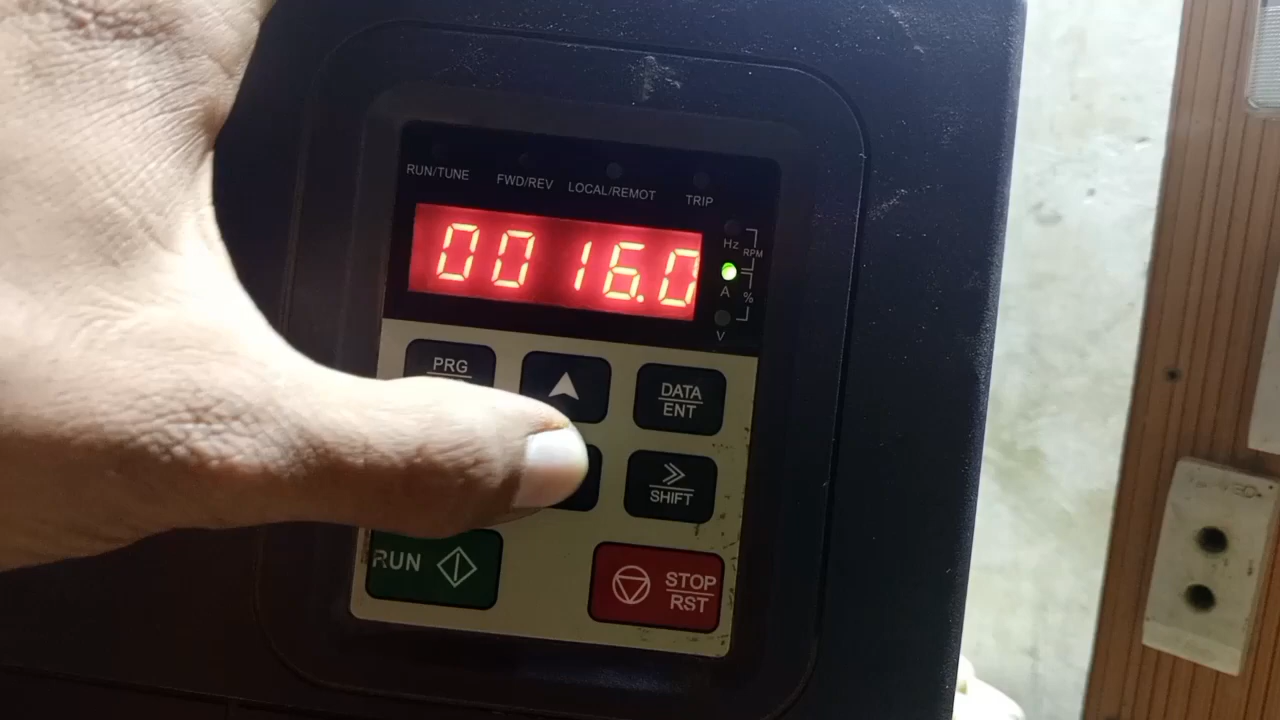 RUN/TUNE FWD/REV LOCAL/REMOT TRIP
0016.0
Hz
RPM
A
%
V
PRG
DATA
ENT
SHIFT
RUN
STOP
RST